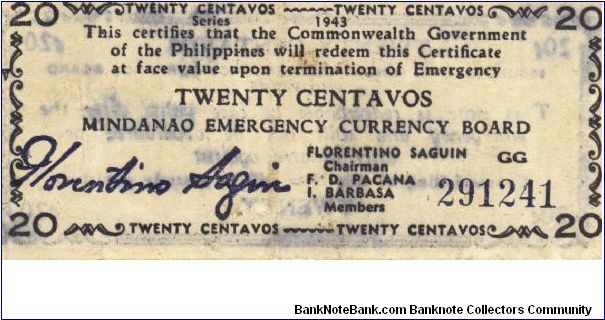 20 TWENTY CENTAVOS TWENTY CENTAVOS 20
Series 1943
This certifies that the Commonwealth Government
of the Philippines will redeem this Certificate
at face value upon termination of Emergency
TWENTY CENTAVOS
MINDANAO EMERGENCY CURRENCY BOARD
Florentino Saguin
FLORENTINO SAGUIN GG
Chairman
F. D. PACANA
I. BARBASA
Members
291241
20 TWENTY CENTAVOS TWENTY CENTAVOS 20
BankNoteBank.com Banknote Collectors Community